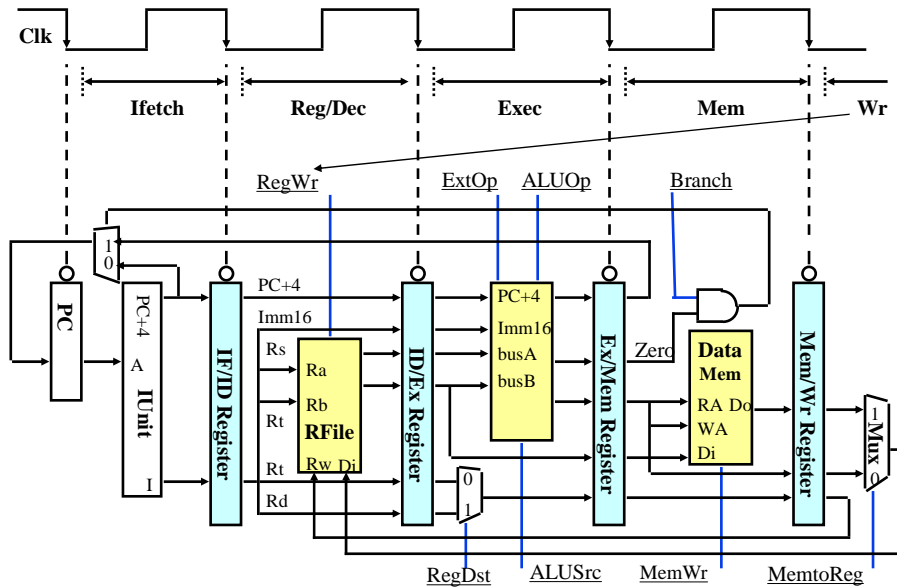 Clk
Ifetch
Reg/Dec
Exec
Mem
Wr
RegWr
ExtOp
ALUOp
Branch
1
0
PC
PC+4
A
IUnit
I
IF/ID Register
PC+4
Imm16
Rs
Rt
Ra
Rb
RFile
Rw Di
Rt
Rd
ID/Ex Register
0
1
PC+4
Imm16
busA
busB
Ex/Mem Register
Zero
Data
Mem
RA Do
WA
Di
Mem/Wr Register
1
Mux
0
RegDst
ALUSrc
MemWr
MemtoReg